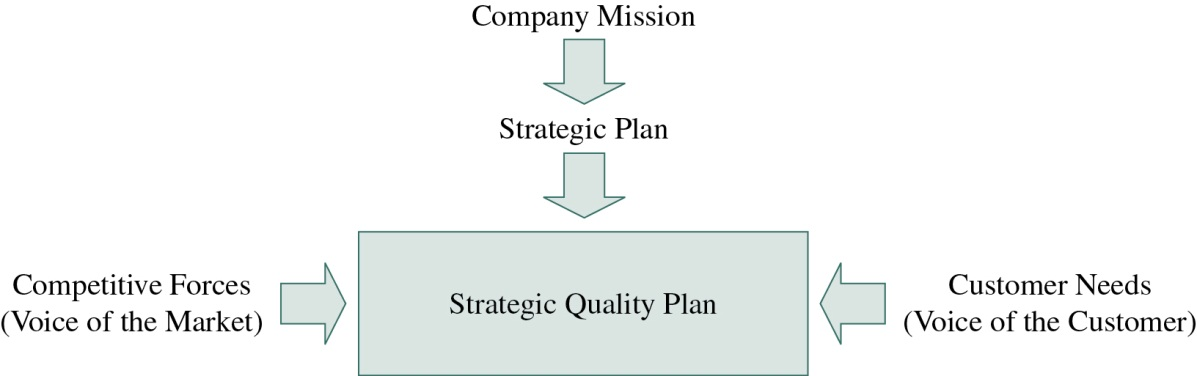 Company Mission
Strategic Plan
Competitive Forces
(Voice of the Market)
Strategic Quality Plan
Customer Needs
(Voice of the Customer)